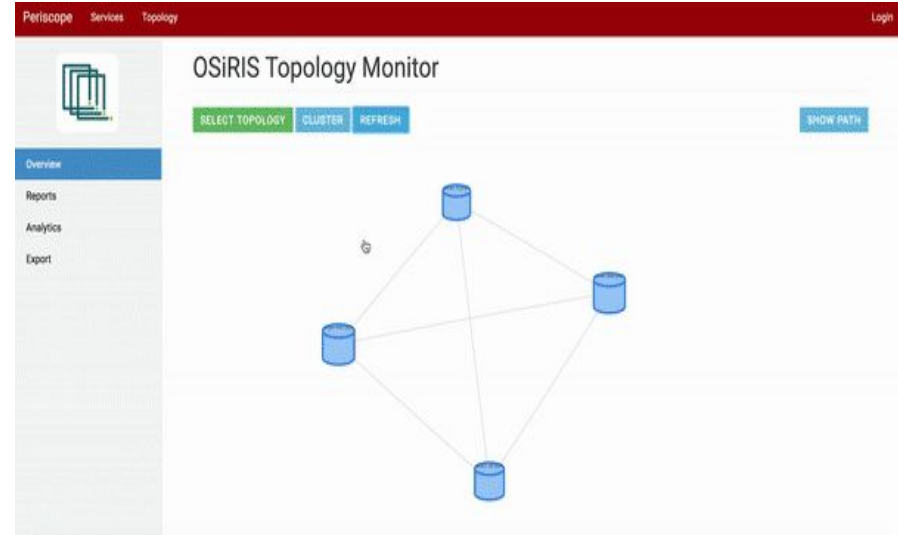 Periscope Services Topology Login
OSiRIS Topology Monitor
SELECT TOPOLOGY CLUSTER REFRESH SHOW PATH
Overview
Reports
Analytics
Export